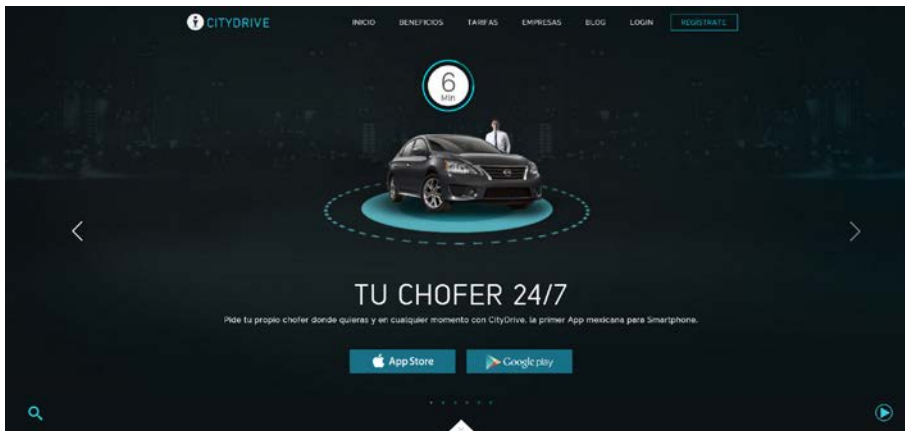 CITYDRIVE
INICIO BENEFICIOS TARIFAS EMPRESAS BLOG LOGIN REGÍSTRATE
6
Min
TU CHOFER 24/7
Pide tu propio chofer donde quieras y en cualquier momento con CityDrive, la primer App mexicana para Smartphone.
App Store Google play